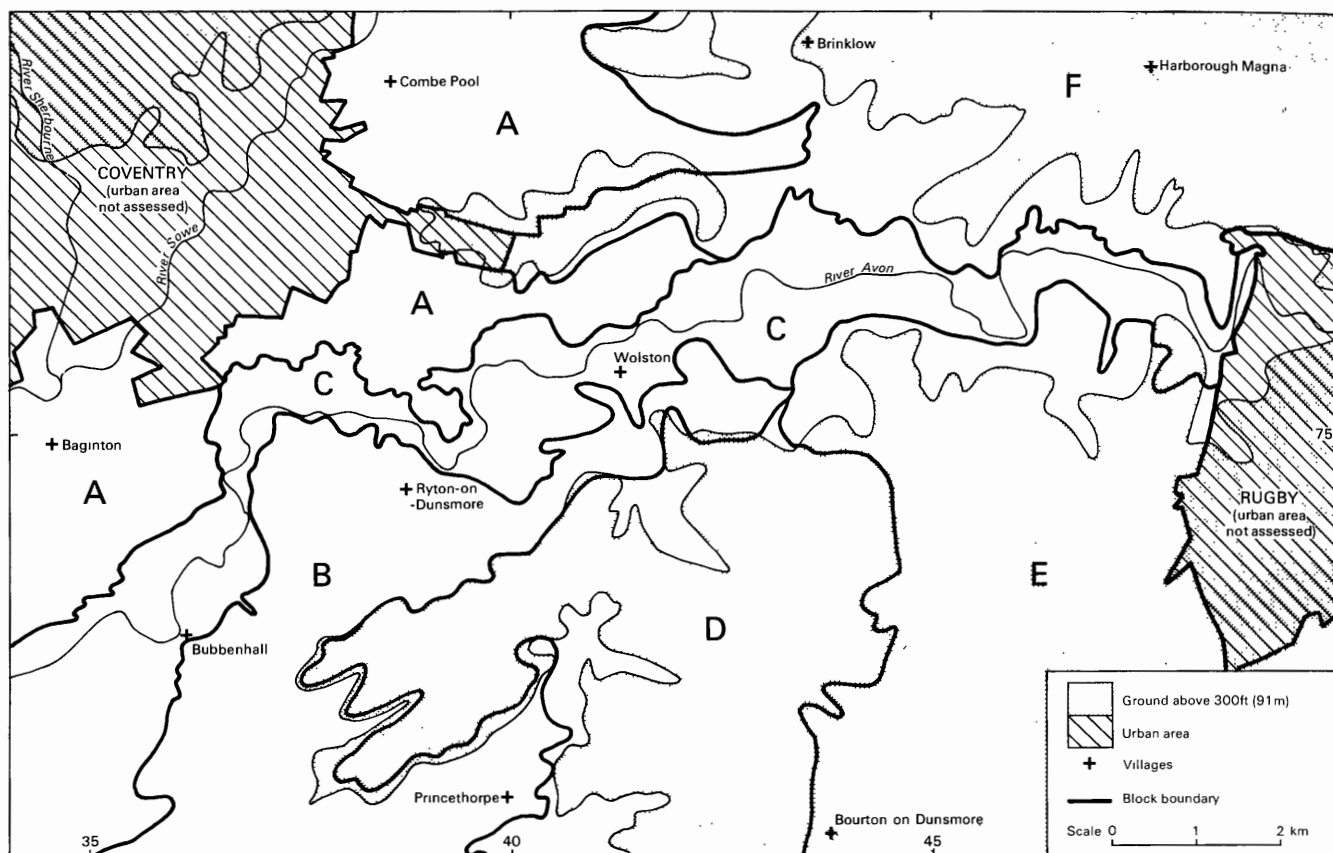 Brinklow
Harborough Magna
Combe Pool
F
A
River Sherbourne
COVENTRY
(urban area
not assessed)
River Sowe
River Avon
A
C
Wolston
C
75
Baginton
A
Ryton-on
-Dunsmore
RUGBY
(urban area
not assessed)
B
E
D
Bubbenhall
Ground above 300ft (91m)
Urban area
Villages
Princethorpe
Block boundary
Bourton on Dunsmore
35
40
45
Scale 0 1 2 km